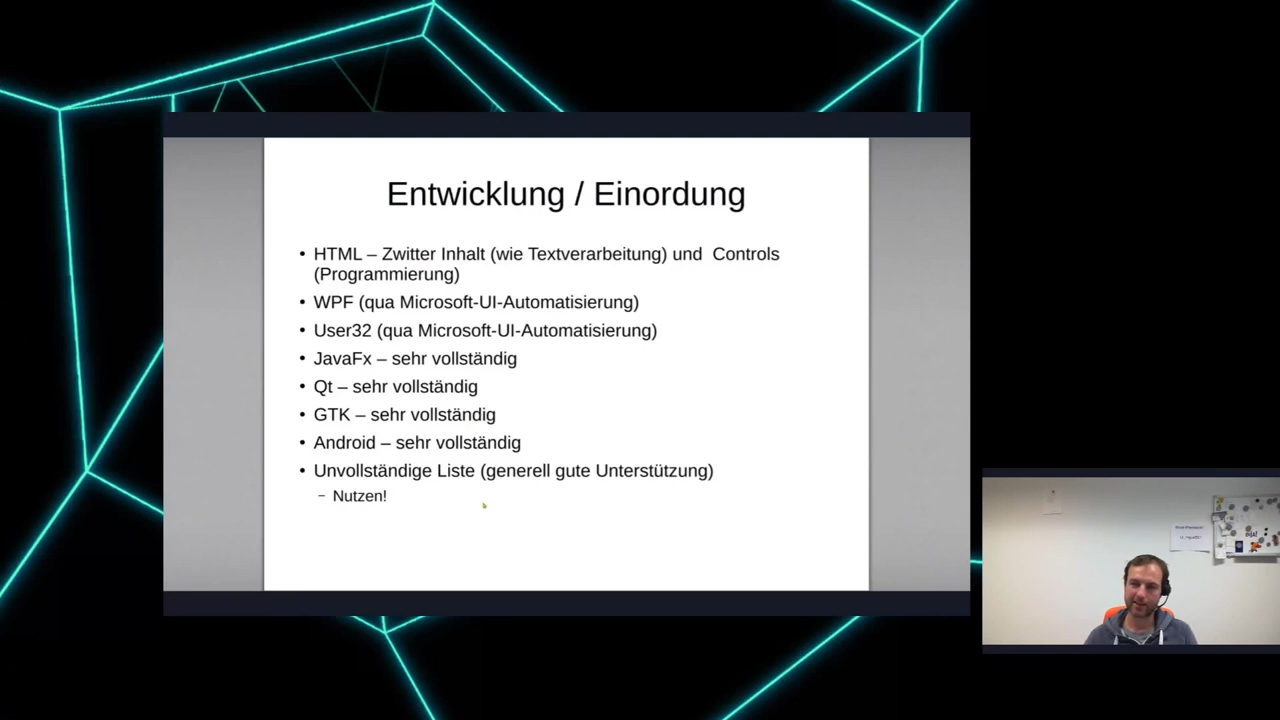 Entwicklung / Einordung
• HTML – Zwitter Inhalt (wie Textverarbeitung) und  Controls
(Programmierung)
• WPF (qua Microsoft-UI-Automatisierung)
• User32 (qua Microsoft-UI-Automatisierung)
• JavaFx – sehr vollständig
• Qt – sehr vollständig
• GTK – sehr vollständig
• Android – sehr vollständig
• Unvollständige Liste (generell gute Unterstützung)
– Nutzen!